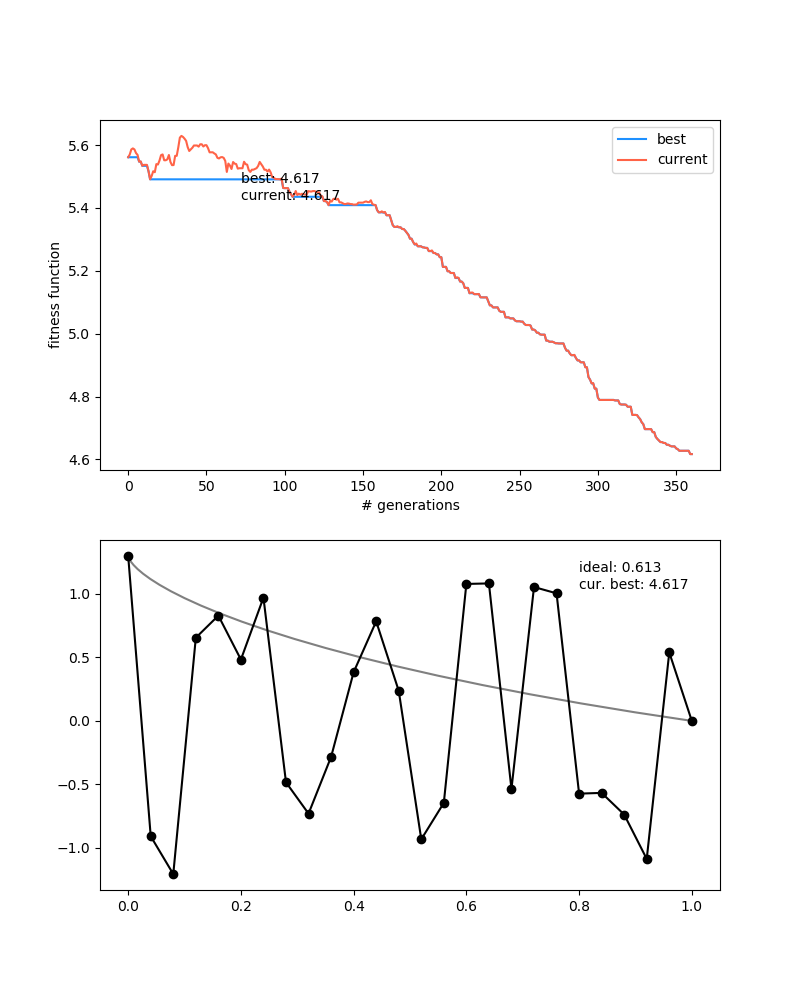 5.6
5.4
5.2
5.0
4.8
4.6
fitness function
best
current
best: 4.617
current: 4.617
0 50 100 150 200 250 300 350
# generations
1.0
0.5
0.0
−0.5
−1.0
ideal: 0.613
cur. best: 4.617
0.0 0.2 0.4 0.6 0.8 1.0